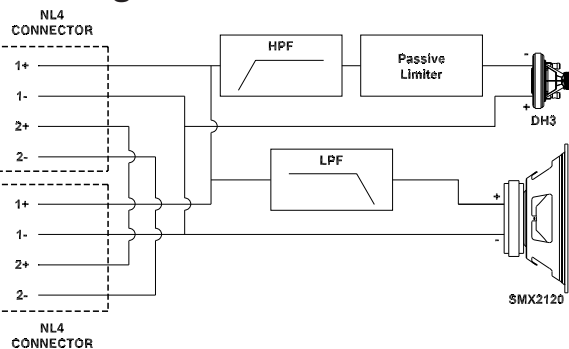 NL4
CONNECTOR
1+
1-
2+
2-
1+
1-
2+
2-
NL4
CONNECTOR
HPF
Passive
Limiter
-
+
DH3
LPF
+
-
SMX2120